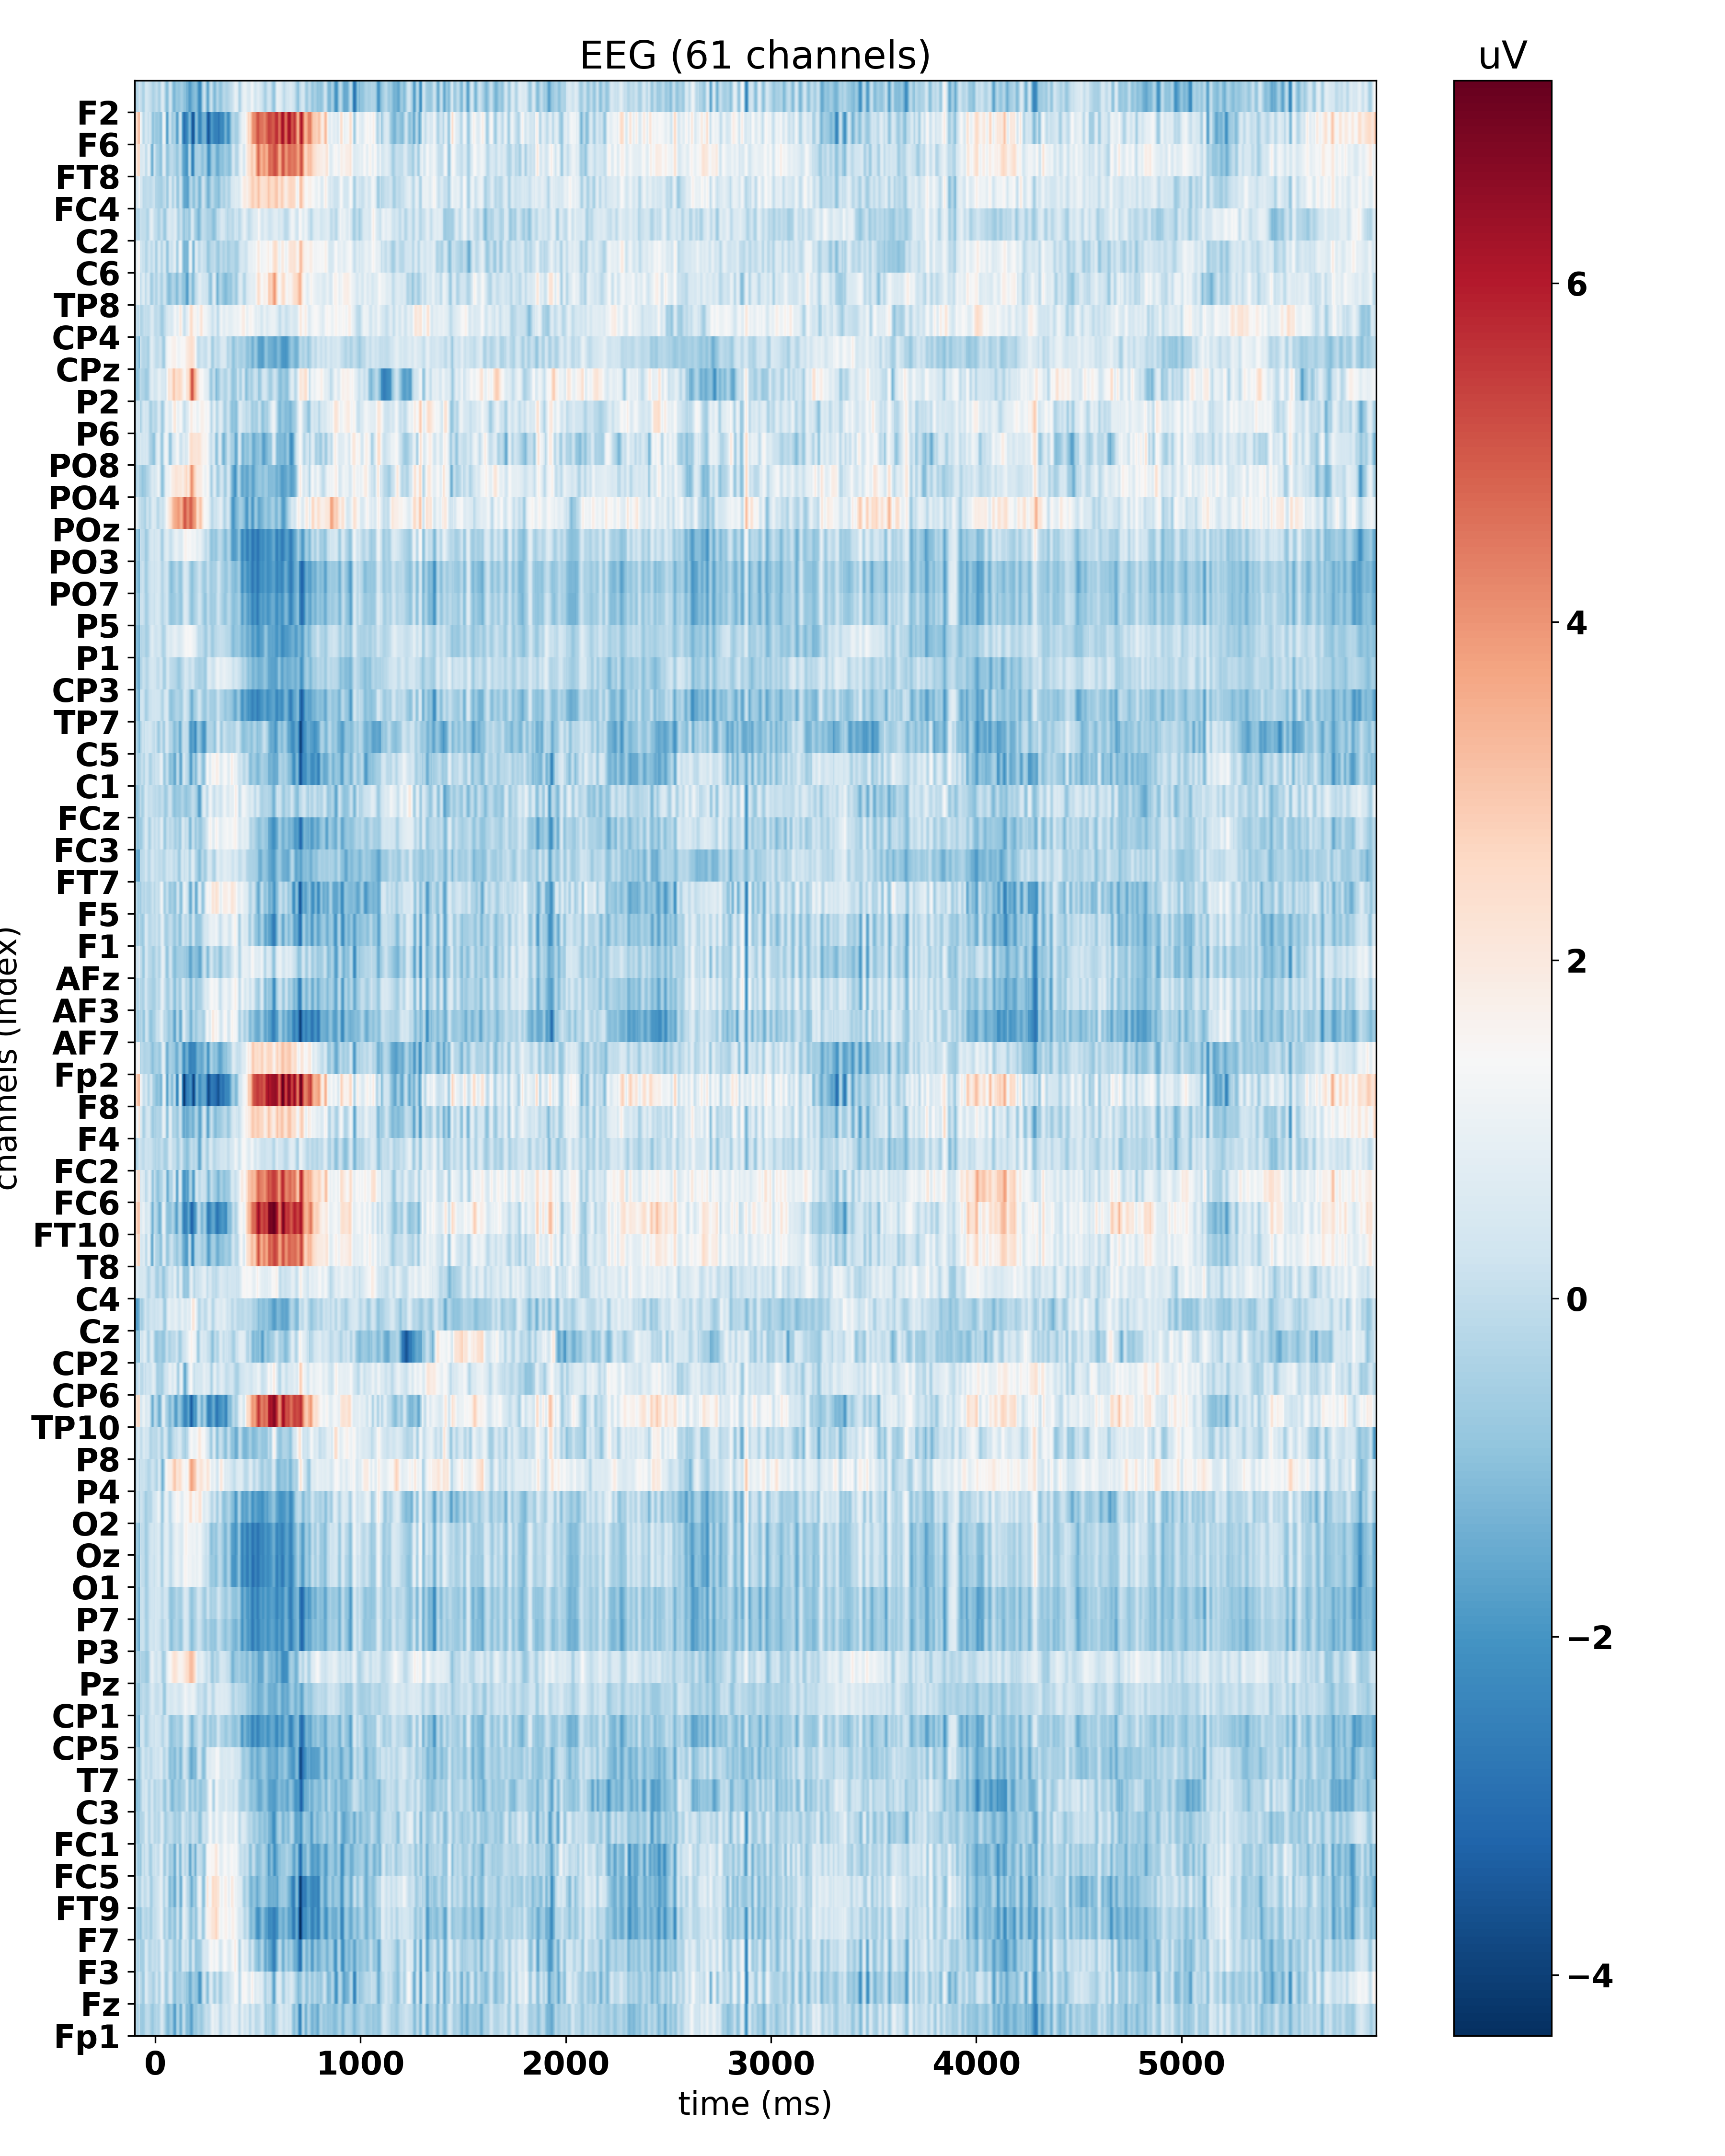 EEG (61 channels)
uV
F2
F6
FT8
FC4
C2
C6
TP8
CP4
CPz
P2
P6
PO8
PO4
POz
PO3
PO7
P5
P1
CP3
TP7
C5
C1
FCz
FC3
FT7
F5
F1
AFz
AF3
AF7
Fp2
F8
F4
FC2
FC6
FT10
T8
C4
Cz
CP2
CP6
TP10
P8
P4
O2
Oz
O1
P7
P3
Pz
CP1
CP5
T7
C3
FC1
FC5
FT9
F7
F3
Fz
Fp1
channels (index)
0 1000 2000 3000 4000 5000
time (ms)
6
4
2
0
−2
−4